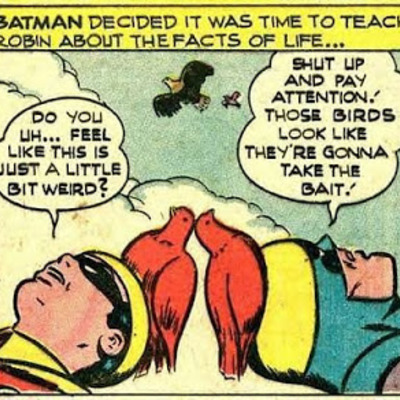 BATMAN DECIDED IT WAS TIME TO TEACH
ROBIN ABOUT THE FACTS OF LIFE...
DO YOU
UH... FEEL
LIKE THIS IS
JUST A LITTLE
BIT WEIRD?
SHUT UP
AND PAY
ATTENTION!
THOSE BIRDS
LOOK LIKE
THEY'RE GONNA
TAKE THE
BAIT!